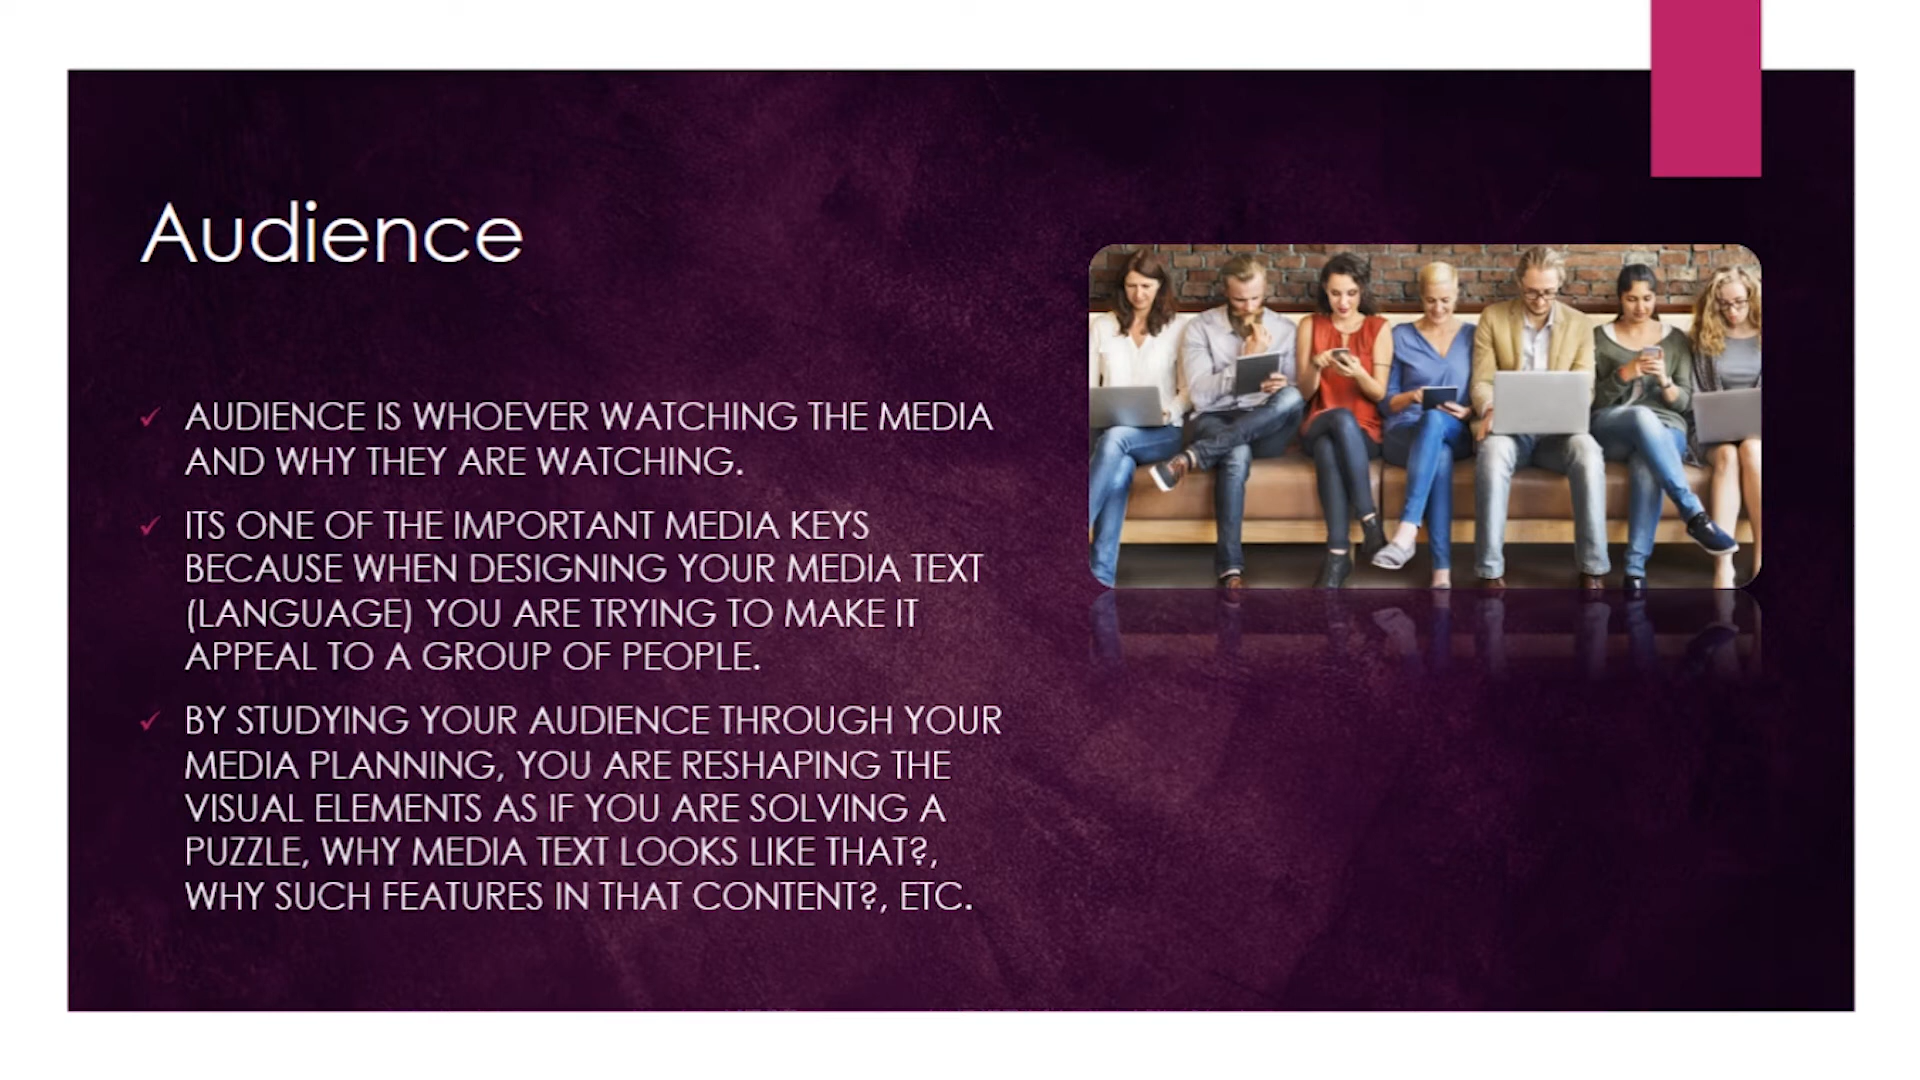 Audience
AUDIENCE IS WHOEVER WATCHING THE MEDIA
AND WHY THEY ARE WATCHING.
ITS ONE OF THE IMPORTANT MEDIA KEYS
BECAUSE WHEN DESIGNING YOUR MEDIA TEXT
(LANGUAGE) YOU ARE TRYING TO MAKE IT
APPEAL TO A GROUP OF PEOPLE.
BY STUDYING YOUR AUDIENCE THROUGH YOUR
MEDIA PLANNING, YOU ARE RESHAPING THE
VISUAL ELEMENTS AS IF YOU ARE SOLVING A
PUZZLE, WHY MEDIA TEXT LOOKS LIKE THAT?,
WHY SUCH FEATURES IN THAT CONTENT?, ETC.